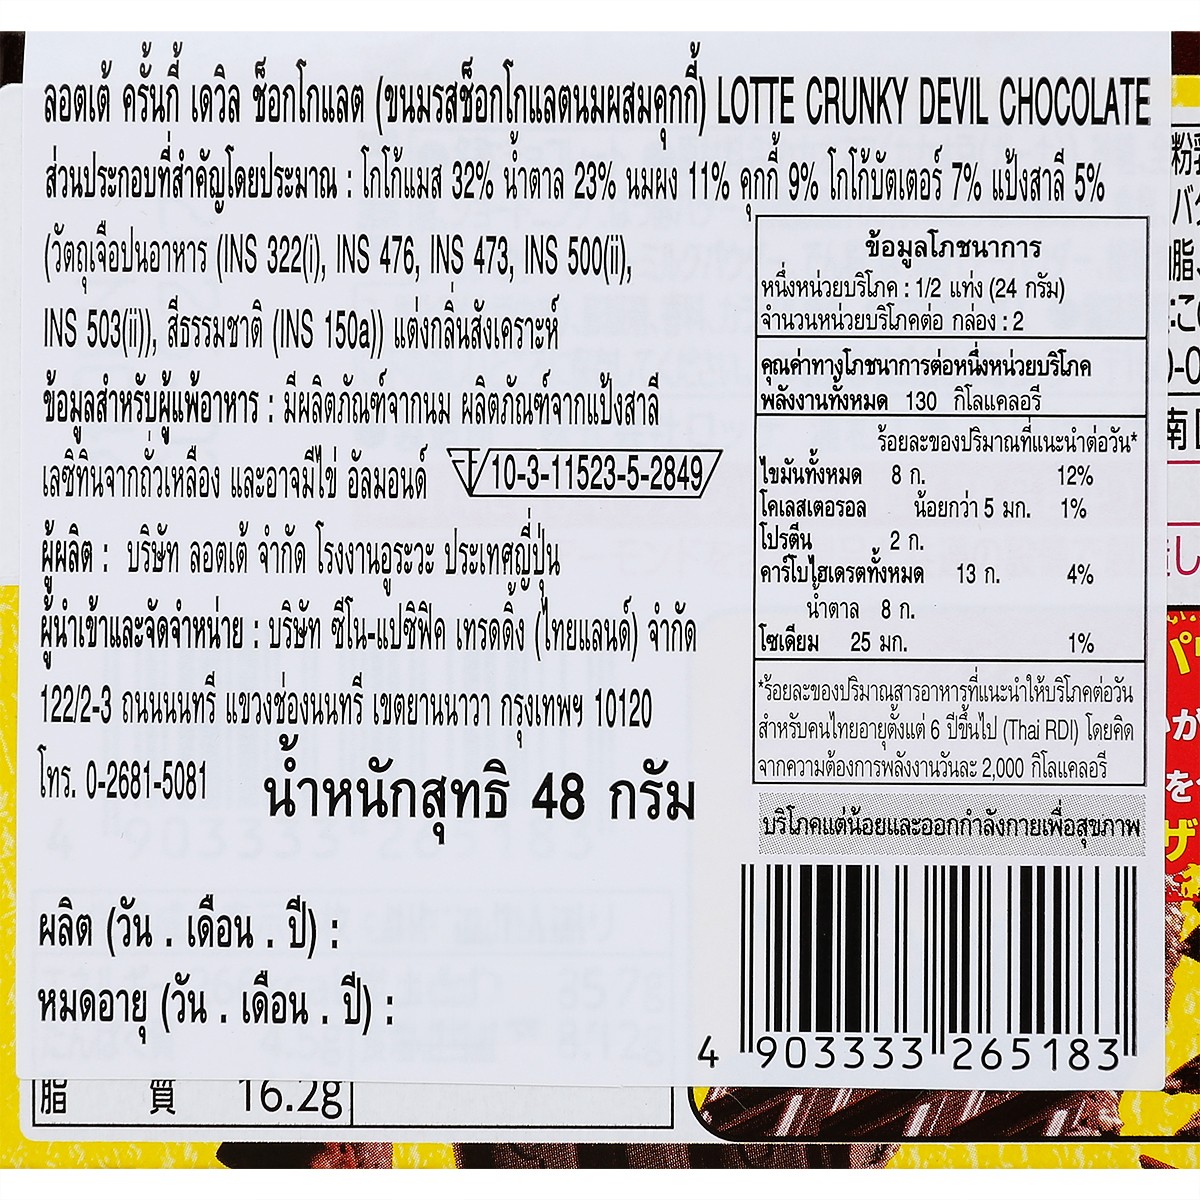 ลอตเต้ ครั้นกี้ เดวิล ช็อกโกแลต (ขนมรสช็อกโกแลตนมผสมคุกกี้) LOTTE CRUNKY DEVIL CHOCOLATE
ส่วนประกอบที่สำคัญโดยประมาณ : โกโก้แมส 32% น้ำตาล 23% นมผง 11% คุกกี้ 9% โกโก้บัตเตอร์ 7% แป้งสาลี 5%
(วัตถุเจือปนอาหาร (INS 322(i), INS 476, INS 473, INS 500(ii),
INS 503(ii)), สีธรรมชาติ (INS 150a)) แต่งกลิ่นสังเคราะห์
ข้อมูลสำหรับผู้แพ้อาหาร : มีผลิตภัณฑ์จากนม ผลิตภัณฑ์จากแป้งสาลี
เลซิทินจากถั่วเหลือง และอาจมีไข่ อัลมอนด์
10-3-11523-5-2849
ผู้ผลิต : บริษัท ลอตเต้ จำกัด โรงงานอูระวะ ประเทศญี่ปุ่น
ผู้นำเข้าและจัดจำหน่าย : บริษัท ซีโน-แปซิฟิค เทรดดิ้ง (ไทยแลนด์) จำกัด
122/2-3 ถนนนนทรี แขวงช่องนนทรี เขตยานนาวา กรุงเทพฯ 10120
โทร. 0-2681-5081
น้ำหนักสุทธิ 48 กรัม
ผลิต (วัน . เดือน . ปี) :
หมดอายุ (วัน . เดือน . ปี) :
ข้อมูลโภชนาการ
หนึ่งหน่วยบริโภค : 1/2 แท่ง (24 กรัม)
จำนวนหน่วยบริโภคต่อ กล่อง : 2
คุณค่าทางโภชนาการต่อหนึ่งหน่วยบริโภค
พลังงานทั้งหมด 130 กิโลแคลอรี
ร้อยละของปริมาณที่แนะนำต่อวัน*
ไขมันทั้งหมด 8 ก. 12%
โคเลสเตอรอล น้อยกว่า 5 มก. 1%
โปรตีน 2 ก.
คาร์โบไฮเดรตทั้งหมด 13 ก. 4%
น้ำตาล 8 ก.
โซเดียม 25 มก. 1%
*ร้อยละของปริมาณสารอาหารที่แนะนำให้บริโภคต่อวัน
สำหรับคนไทยอายุตั้งแต่ 6 ปีขึ้นไป (Thai RDI) โดยคิด
จากความต้องการพลังงานวันละ 2,000 กิโลแคลอรี
บริโภคแต่น้อยและออกกำลังกายเพื่อสุขภาพ
4 903333 265183
脂 質 16.2g